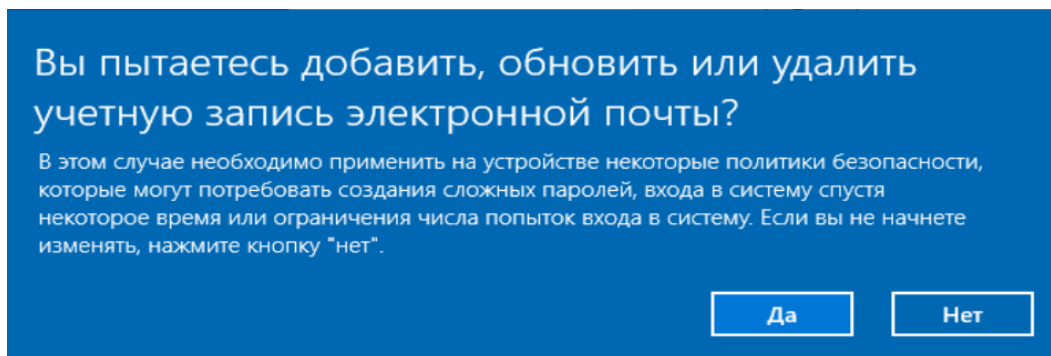 Вы пытаетесь добавить, обновить или удалить
учетную запись электронной почты?
В этом случае необходимо применить на устройстве некоторые политики безопасности,
которые могут потребовать создания сложных паролей, входа в систему спустя
некоторое время или ограничения числа попыток входа в систему. Если вы не начнете
изменять, нажмите кнопку "нет".
Да Нет